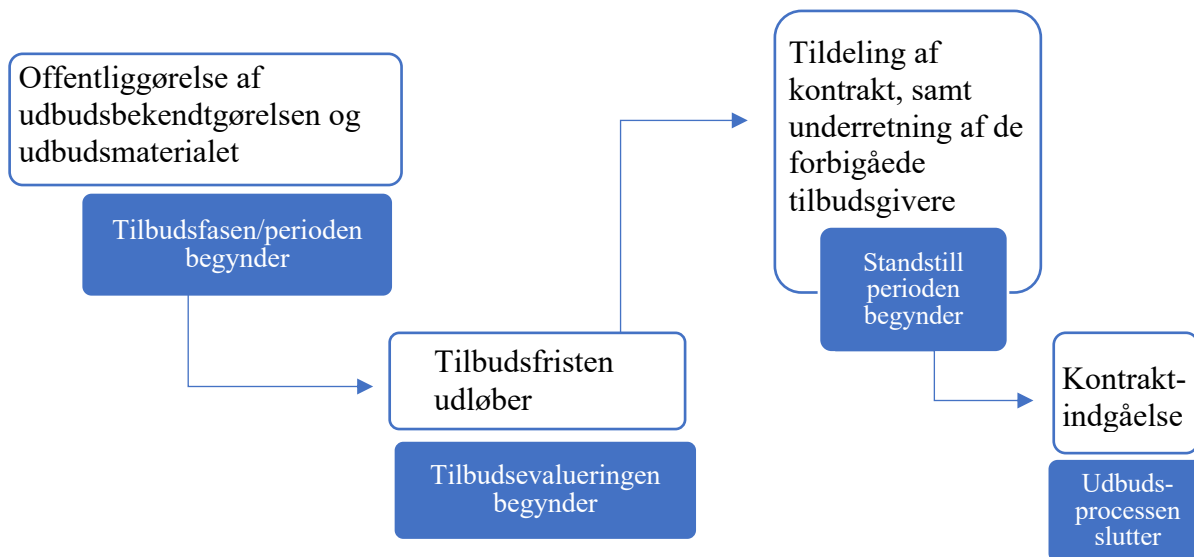 Offentliggørelse af
udbudsbekendtgørelsen og
udbudsmaterialet
Tilbudsfasen/perioden
begynder
Tilbudsfristen
udløber
Tilbudsevalueringen
begynder
Tildeling af
kontrakt, samt
underretning af de
forbigåede
tilbudsgivere
Standstill
perioden
begynder
Kontrakt-
indgåelse
Udbuds-
processen
slutter